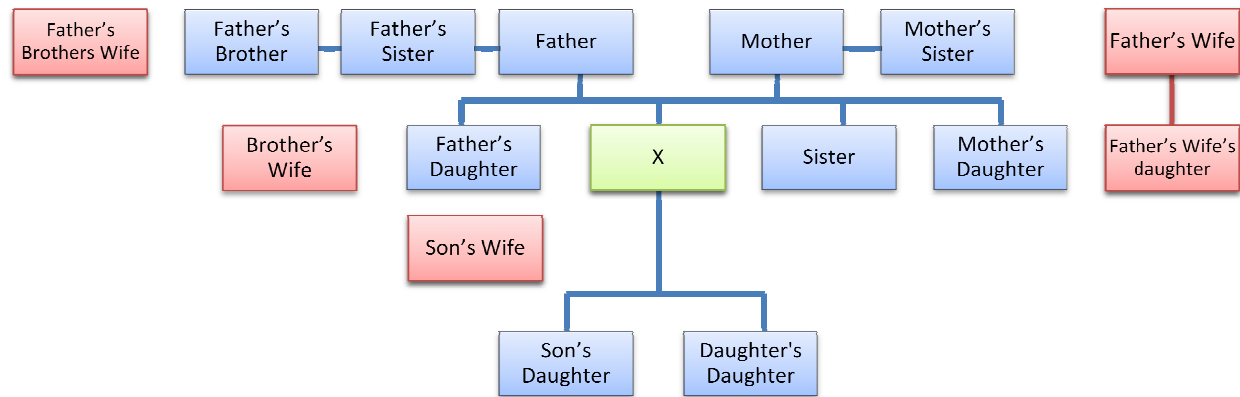 Father's
Brothers Wife
Father's
Brother
Father's
Sister
Father
Mother
Mother's
Sister
Father's Wife
Brother's
Wife
Father's
Daughter
X
Sister
Mother's
Daughter
Father's Wife's
daughter
Son's Wife
Son's
Daughter
Daughter's
Daughter